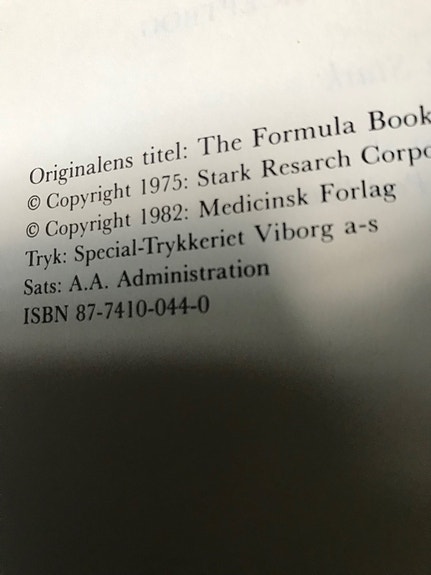 Originalens titel: The Formula Book
© Copyright 1975: Stark Resarch Corpo
© Copyright 1982: Medicinsk Forlag
Tryk: Special-Trykkeriet Viborg a-s
Sats: A.A. Administration
ISBN 87-7410-044-0